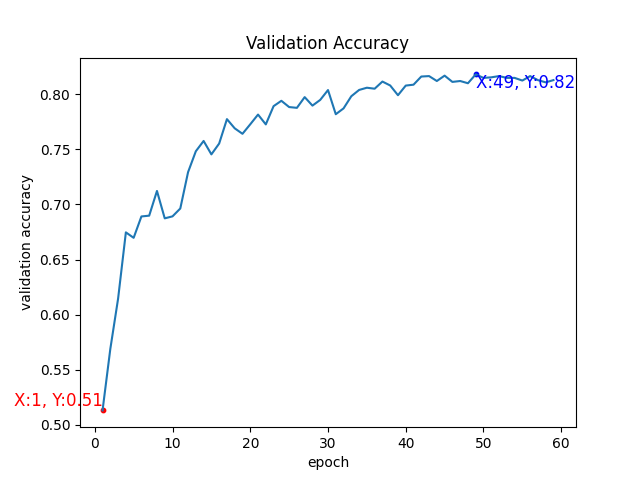 Validation Accuracy
validation accuracy
0.80
0.75
0.70
0.65
0.60
0.55
0.50
X:49, Y:0.82
X:1, Y:0.51
0
10
20
30
40
50
60
epoch